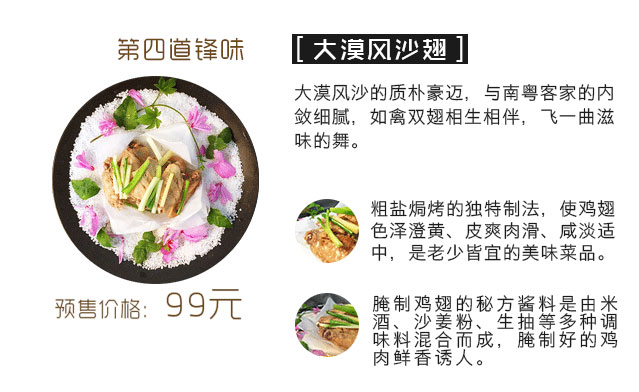 第四道锋味
[大漠风沙翅]
大漠风沙的质朴豪迈，与南粤客家的内
敛细腻，如禽双翅相生相伴，飞一曲滋
味的舞。
粗盐焗烤的独特制法，使鸡翅
色泽澄黄、皮爽肉滑、咸淡适
中，是老少皆宜的美味菜品。
预售价格：99元
腌制鸡翅的秘方酱料是由米
酒、沙姜粉、生抽等多种调
味料混合而成，腌制好的鸡
肉鲜香诱人。